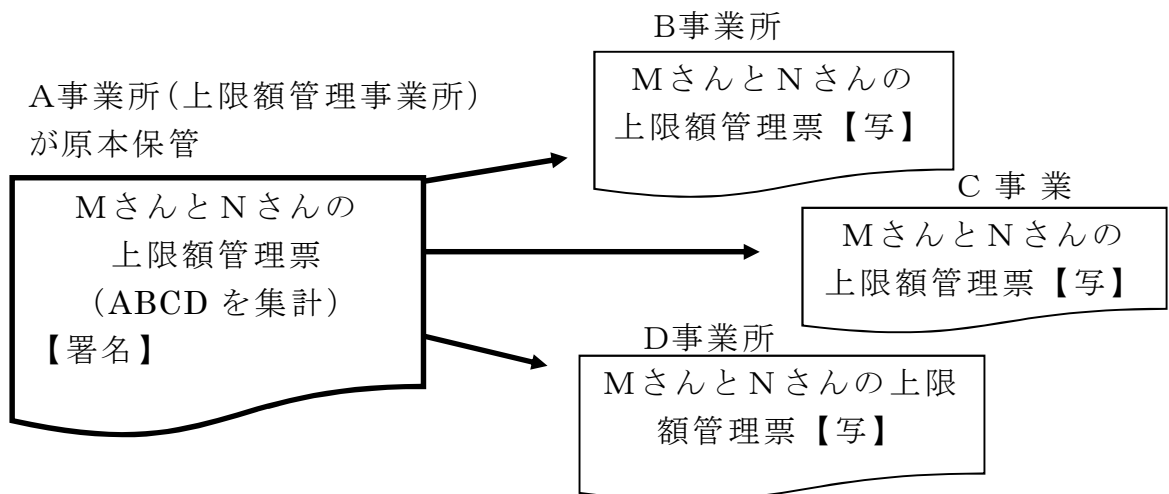 A事業所(上限額管理事業所)
が原本保管
MさんとNさんの
上限額管理票
(ABCDを集計)
【署名】
B事業所
MさんとNさんの
上限額管理票【写】
C 事 業
MさんとNさんの
上限額管理票【写】
D事業所
MさんとNさんの上限
額管理票【写】